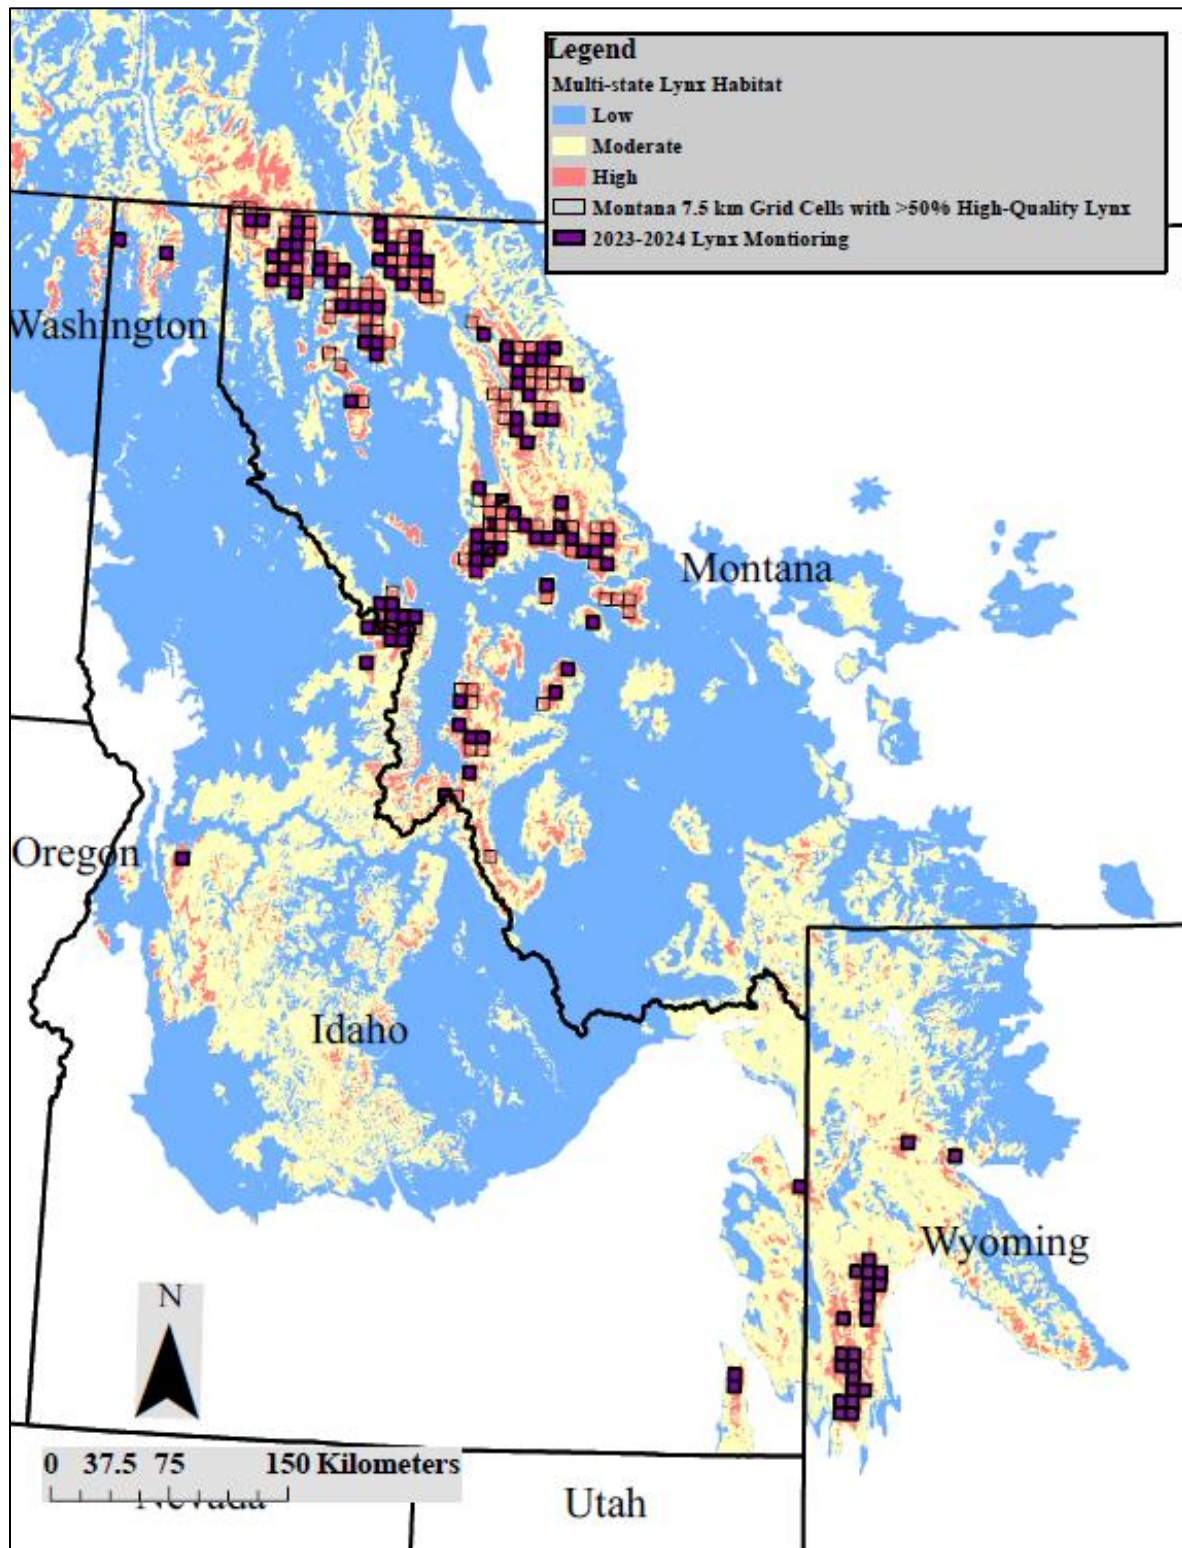 Legend
Multi-state Lynx Habitat
Low
Moderate
High
Montana 7.5 km Grid Cells with >50% High-Quality Lynx
2023-2024 Lynx Montioring
Washington
Montana
Oregon
Idaho
Wyoming
N
0 37.5 75 150 Kilometers
Nevada
Utah